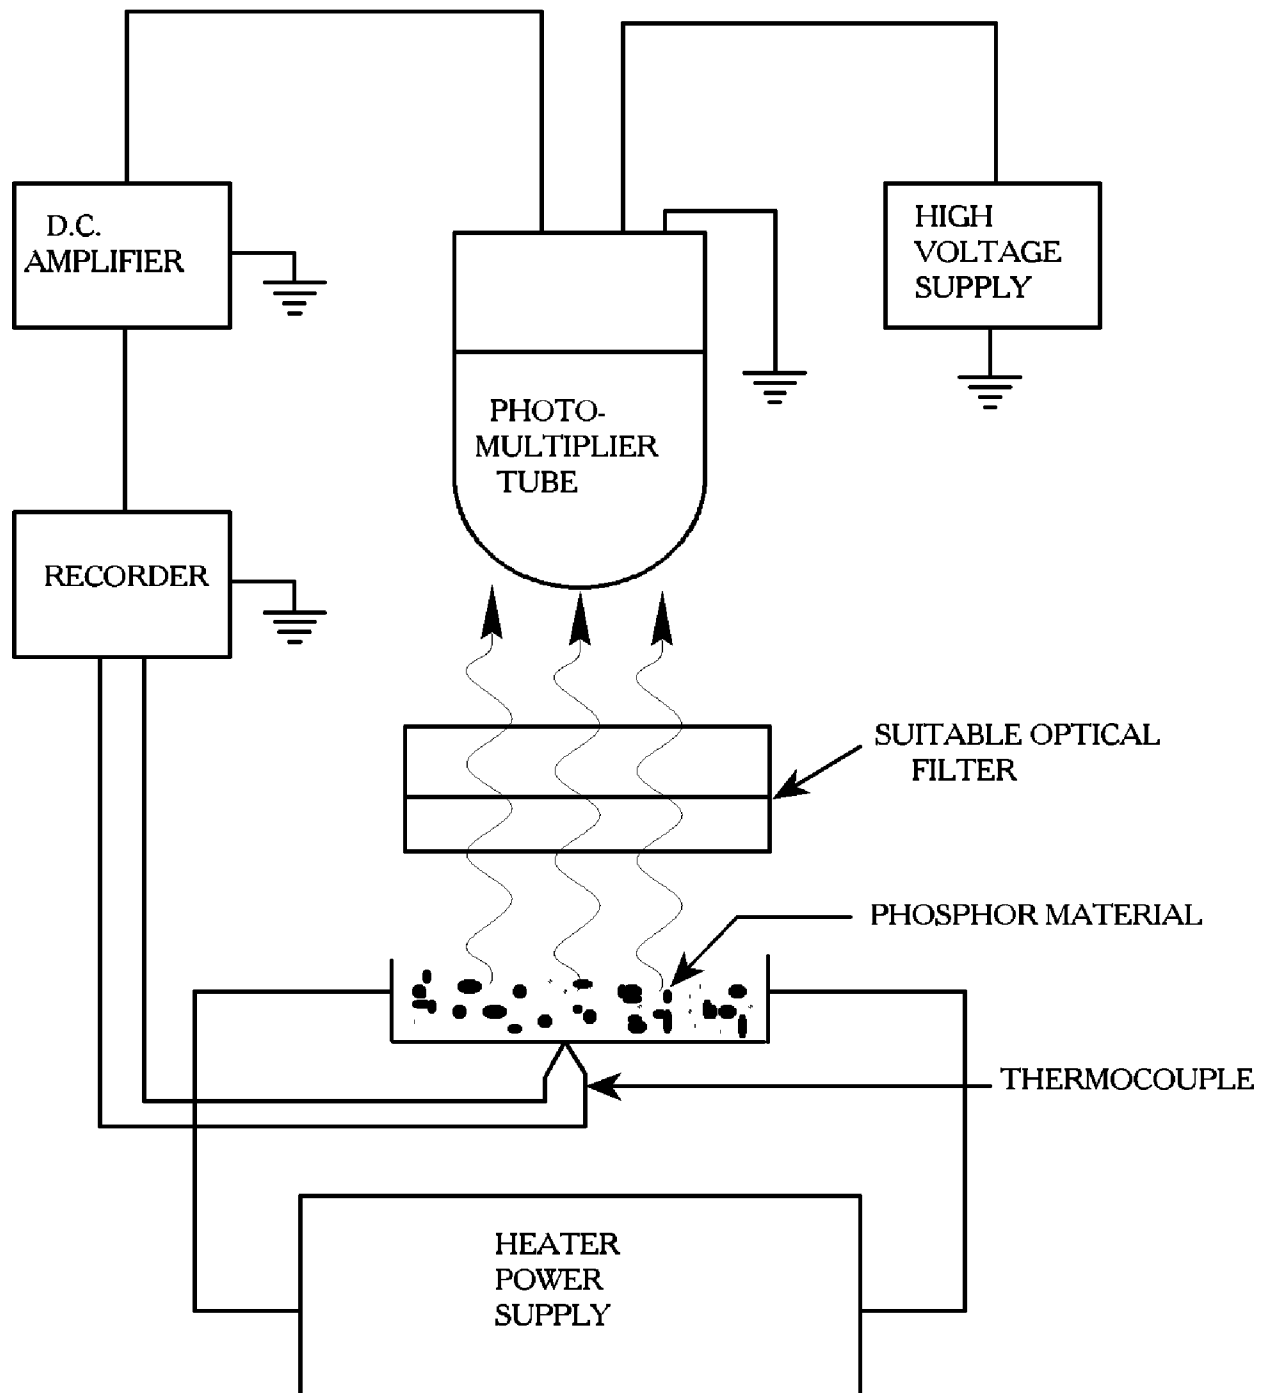 D.C.
AMPLIFIER
HIGH
VOLTAGE
SUPPLY
PHOTO-
MULTIPLIER
TUBE
RECORDER
SUITABLE OPTICAL
FILTER
PHOSPHOR MATERIAL
THERMOCOUPLE
HEATER
POWER
SUPPLY